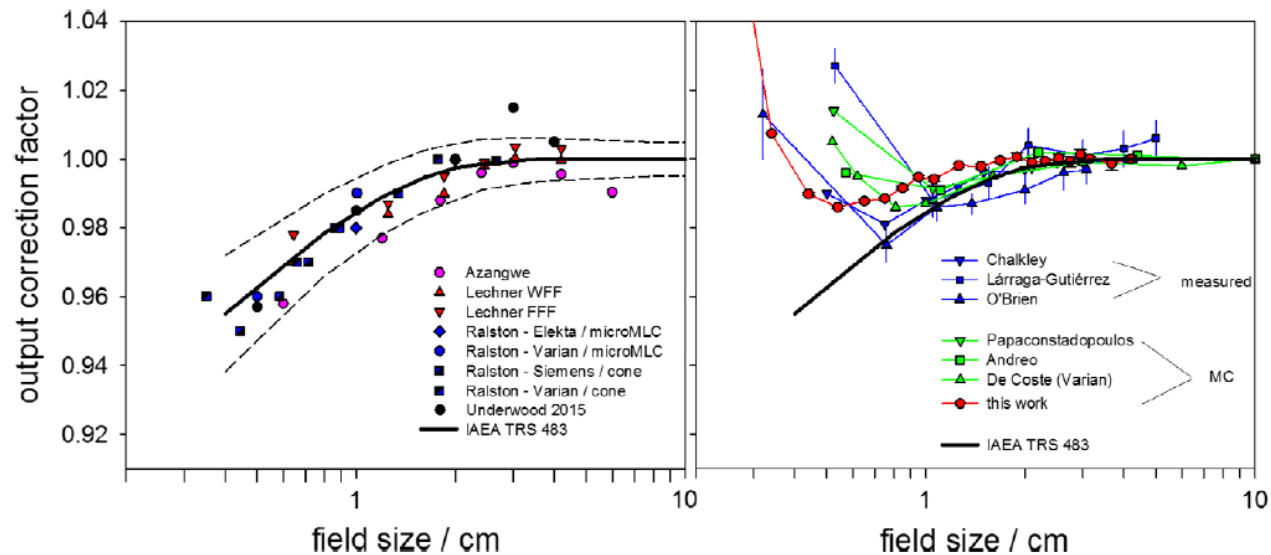 output correction factor
1.04
1.02
1.00
0.98
0.96
0.94
0.92
Azangwe
Lechner WFF
Lechner FFF
Ralston - Elekta / microMLC
Ralston - Varian / microMLC
Ralston - Siemens / cone
Ralston - Varian / cone
Underwood 2015
IAEA TRS 483
1
10
field size / cm
Chalkley
Lárraga-Gutiérrez
O'Brien
measured
Papaconstadopoulos
Andreo
De Coste (Varian)
this work
MC
IAEA TRS 483
1
10
field size / cm